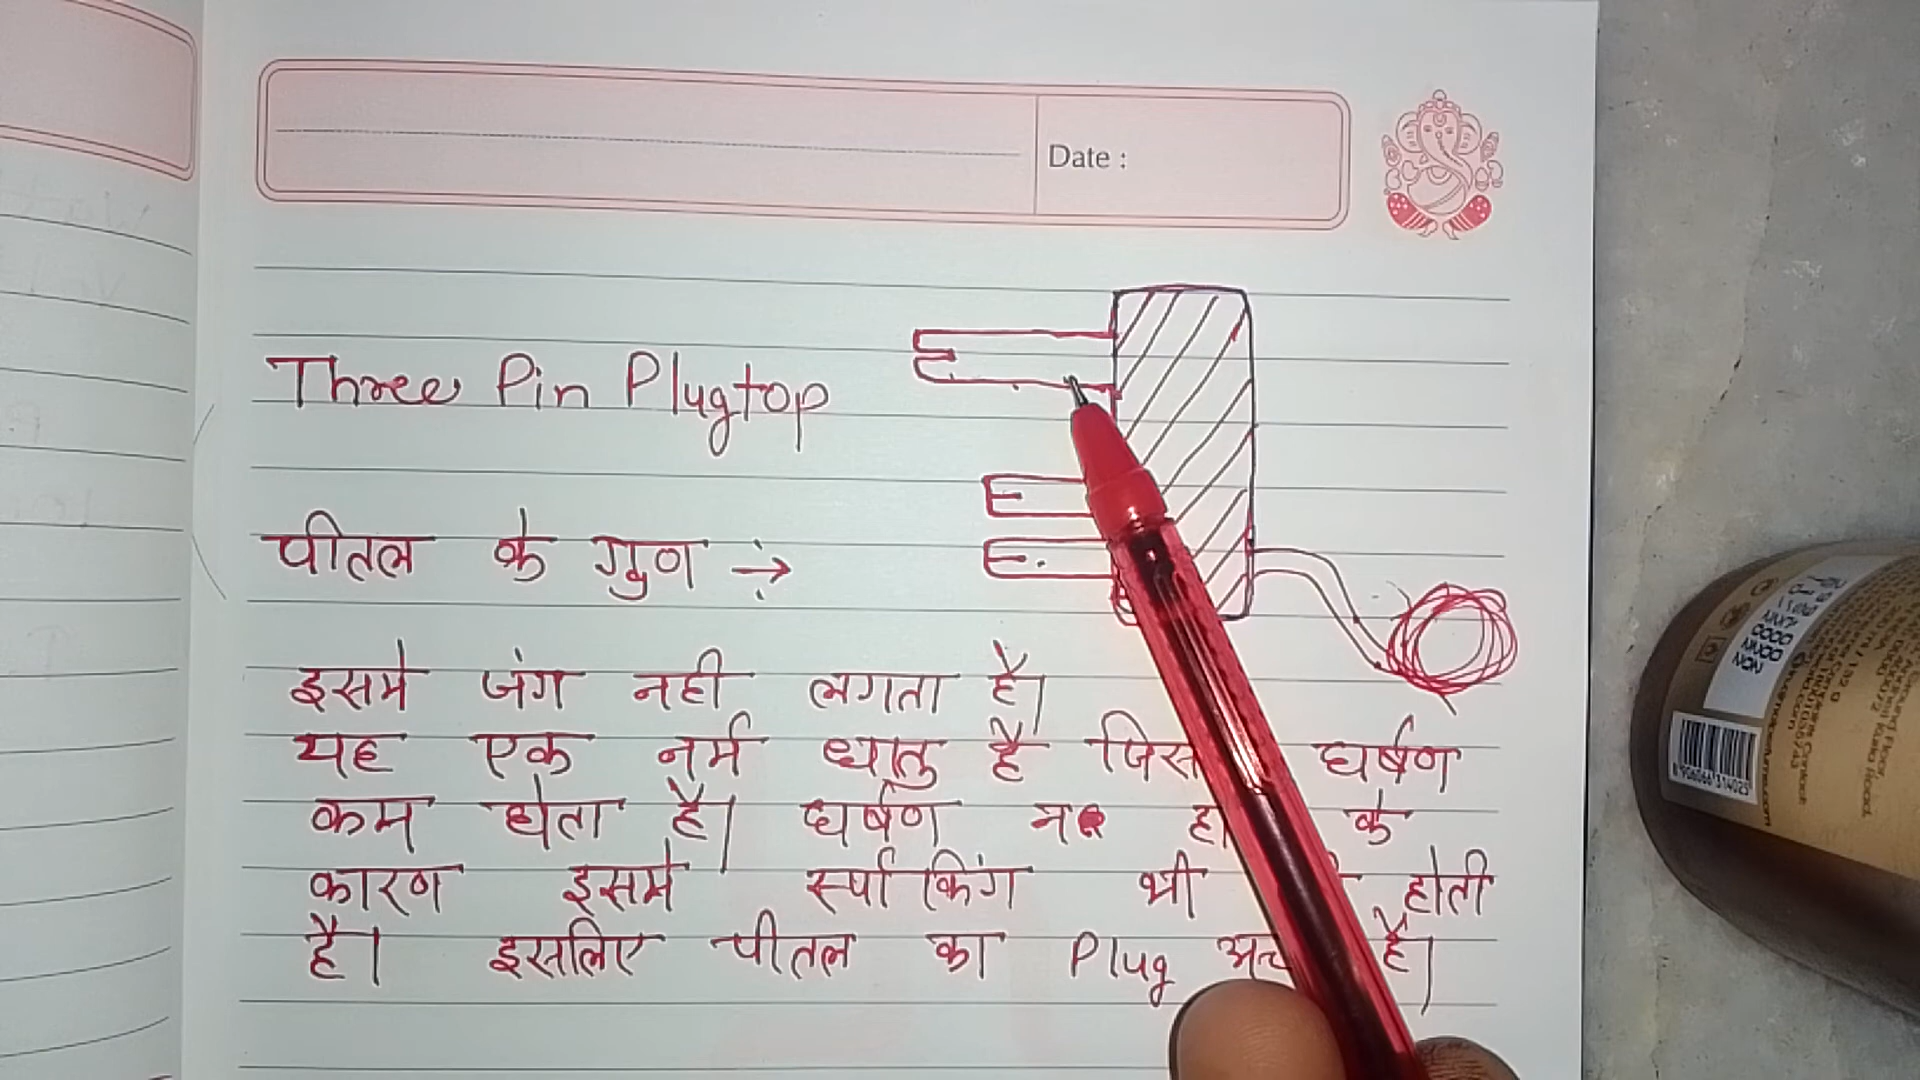 Date :
Three Pin Plugtop
पीतल के गुण →
इसमे जंग नही लगता है।
यह एक नर्म धातु है जिस घर्षण
कम होता है। घर्षण न के
कारण इसमे र्स्पाकिंग भी होती
है। इसलिए पीतल का Plug है।